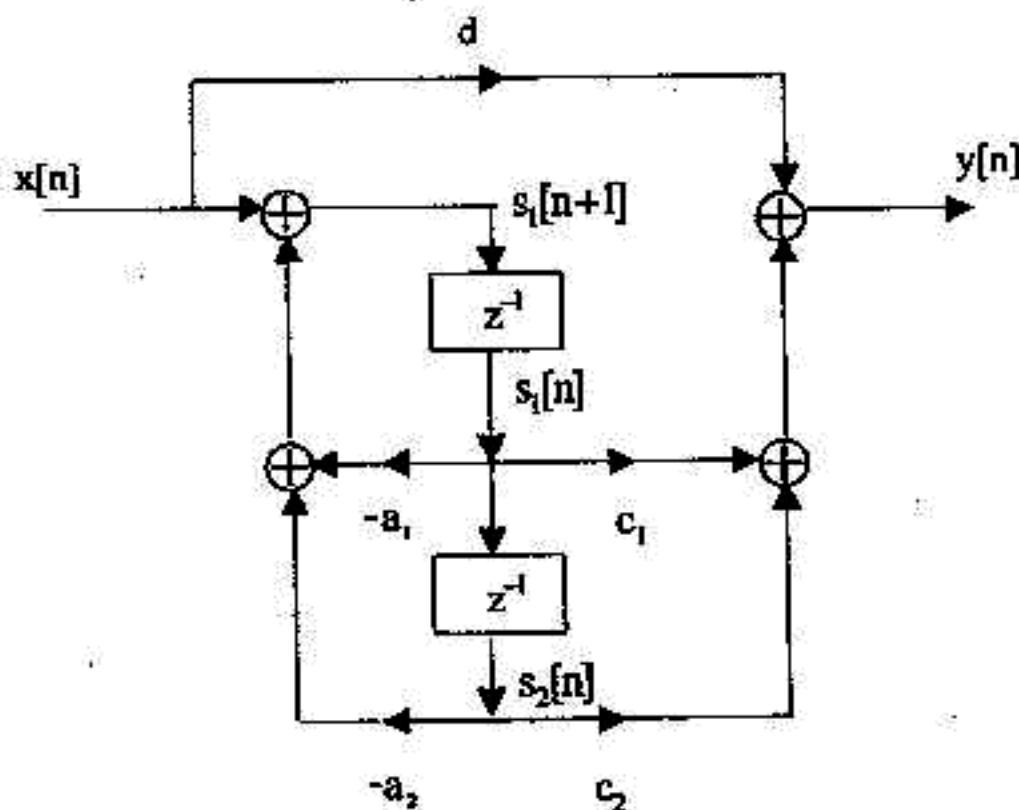 d
x[n]
y[n]
s₁[n+1]
z⁻¹
s₁[n]
-a₁
c₁
z⁻¹
s₂[n]
-a₂
c₂